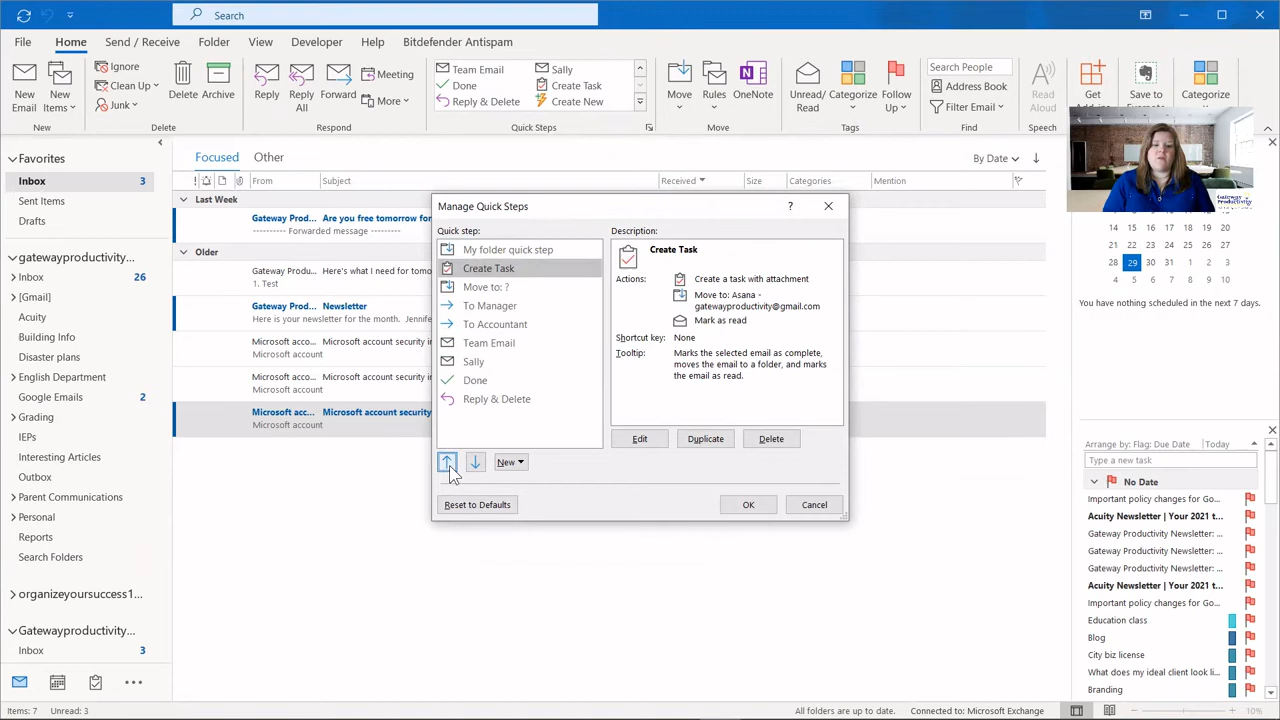 Search
File
Home
Send / Receive
Folder
View
Developer
Help
Bitdefender Antispam
New
Email
New
Items
New
Ignore
Clean Up
Junk
Delete
Archive
Delete
Reply
Reply
All
Forward
Meeting
More
Respond
Team Email
Done
Reply & Delete
Sally
Create Task
Create New
Quick Steps
Move
Rules
OneNote
Move
Unread/
Read
Categorize
Follow
Up
Tags
Search People
Address Book
Filter Email
Find
Read
Aloud
Speech
Get
Save to
Categorize
Gateway
Productivity
Favorites
Inbox 3
Sent Items
Drafts
gatewayproductivity...
Inbox 26
[Gmail]
Acuity
Building Info
Disaster plans
English Department
Google Emails 2
Grading
IEPs
Interesting Articles
Outbox
Parent Communications
Personal
Reports
Search Folders
organizeyoursuccess1...
Gatewayproductivity...
Inbox 3
Focused
Other
By Date
From
Subject
Received
Size
Categories
Mention
Last Week
Gateway Prod... Are you free tomorrow for
---------- Forwarded message ---------
Older
Gateway Produ... Here's what I need for tomo
1. Test
Gateway Prod... Newsletter
Here is your newsletter for the month. Jennife
Microsoft acco... Microsoft account security in
Microsoft account
Microsoft acco... Microsoft account security in
Microsoft account
Microsoft acc... Microsoft account security
Microsoft account
Manage Quick Steps
?
Quick step:
My folder quick step
Create Task
Move to: ?
To Manager
To Accountant
Team Email
Sally
Done
Reply & Delete
New
Reset to Defaults
Description:
Create Task
Actions:
Create a task with attachment
Move to: Asana -
gatewayproductivity@gmail.com
Mark as read
Shortcut key: None
Tooltip: Marks the selected email as complete,
moves the email to a folder, and marks
the email as read.
Edit
Duplicate
Delete
OK
Cancel
14 15 16 17 18 19 20
21 22 23 24 25 26 27
28 29 30 31 1 2 3
4 5 6 7 8 9 10
You have nothing scheduled in the next 7 days.
Arrange by: Flag: Due Date
Today
Type a new task
No Date
Important policy changes for Go...
Acuity Newsletter | Your 2021 t...
Gateway Productivity Newsletter: ...
Gateway Productivity Newsletter: ...
Gateway Productivity Newsletter: ...
Acuity Newsletter | Your 2021 t...
Important policy changes for Go...
Education class
Blog
City biz license
What does my ideal client look li...
Branding
Items: 7
Unread: 3
All folders are up to date.
Connected to: Microsoft Exchange
10%